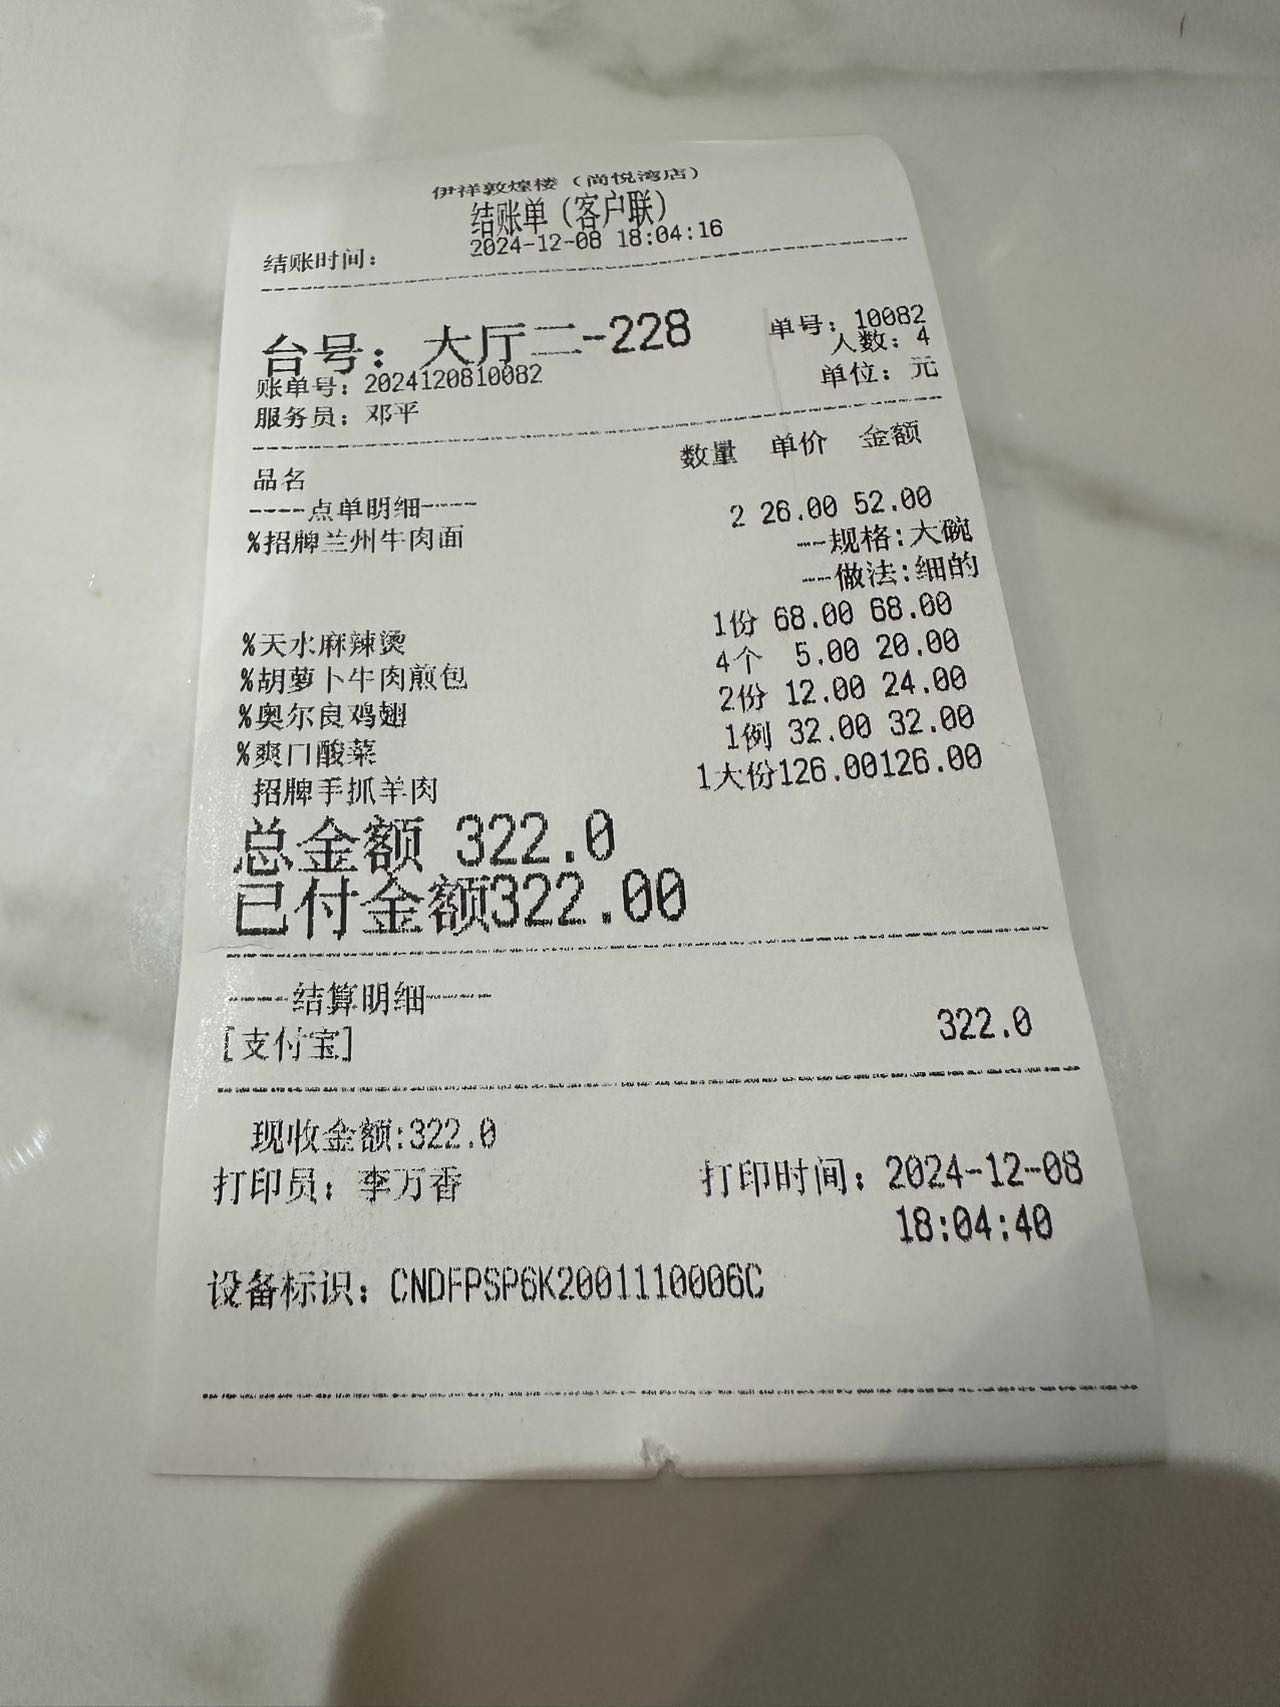 伊祥敦煌楼（尚悦湾店）
结账单（客户联）
结账时间： 2024-12-08 18:04:16
台号：大厅二-228 单号：10082
人数：4
账单号：2024120810082 单位：元
服务员：邓平
品名 数量 单价 金额
----点单明细----
%招牌兰州牛肉面 2 26.00 52.00
---规格:大碗
---做法:细的
%天水麻辣烫 1份 68.00 68.00
%胡萝卜牛肉煎包 4个 5.00 20.00
%奥尔良鸡翅 2份 12.00 24.00
%爽口酸菜 1例 32.00 32.00
招牌手抓羊肉 1大份126.00126.00
总金额 322.0
已付金额322.00
----结算明细----
[支付宝] 322.0
现收金额:322.0
打印员：李万香 打印时间：2024-12-08
18:04:40
设备标识：CNDFPSP6K2001110006C